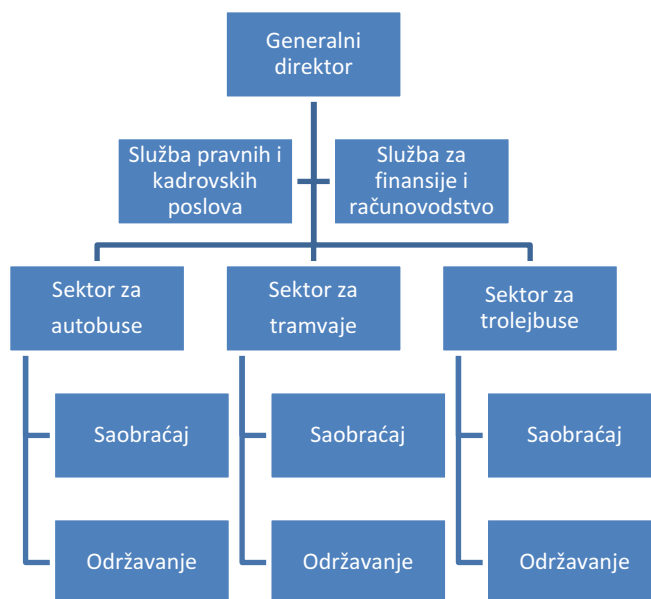 Generalni
direktor
Služba pravnih i
kadrovskih
poslova
Služba za
finansije i
računovodstvo
Sektor za
autobuse
Sektor za
tramvaje
Sektor za
trolejbuse
Saobraćaj
Saobraćaj
Saobraćaj
Održavanje
Održavanje
Održavanje